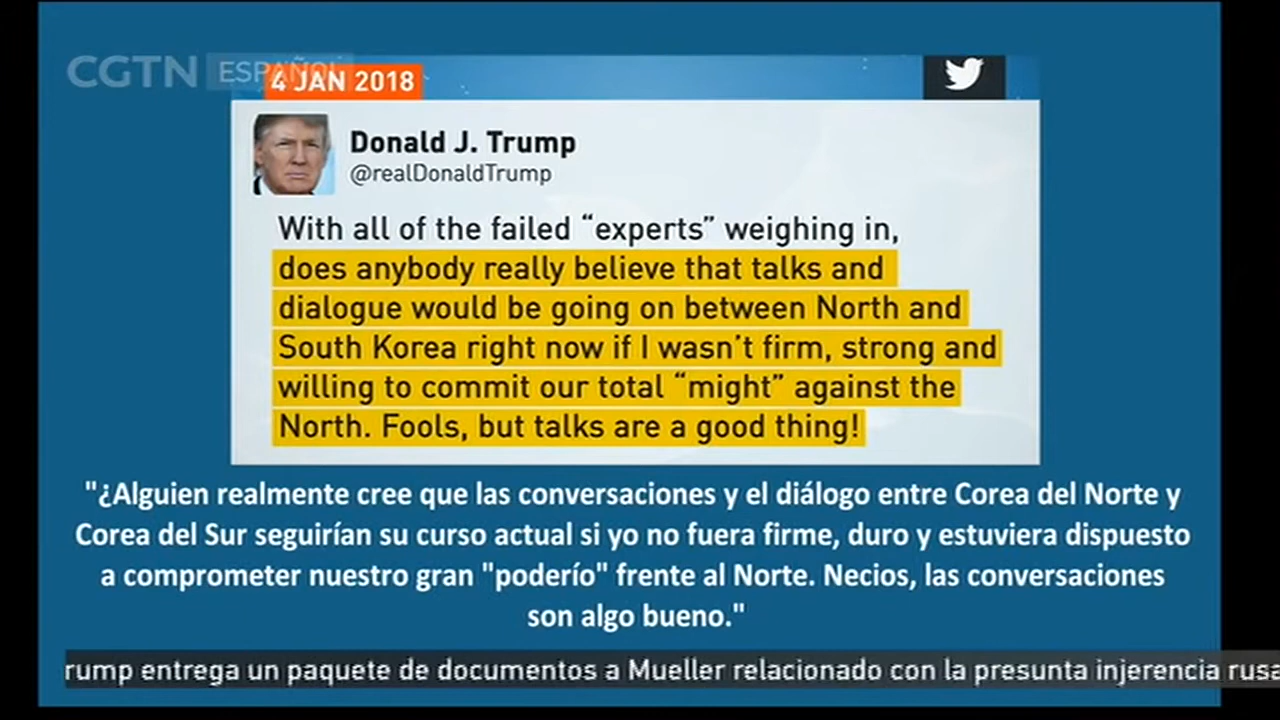 CGTN ESPAÑOL
4 JAN 2018
Donald J. Trump
@realDonaldTrump
With all of the failed “experts” weighing in,
does anybody really believe that talks and
dialogue would be going on between North and
South Korea right now if I wasn’t firm, strong and
willing to commit our total “might” against the
North. Fools, but talks are a good thing!
"¿Alguien realmente cree que las conversaciones y el diálogo entre Corea del Norte y
Corea del Sur seguirían su curso actual si yo no fuera firme, duro y estuviera dispuesto
a comprometer nuestro gran "poderío" frente al Norte. Necios, las conversaciones
son algo bueno."
rump entrega un paquete de documentos a Mueller relacionado con la presunta injerencia rusa